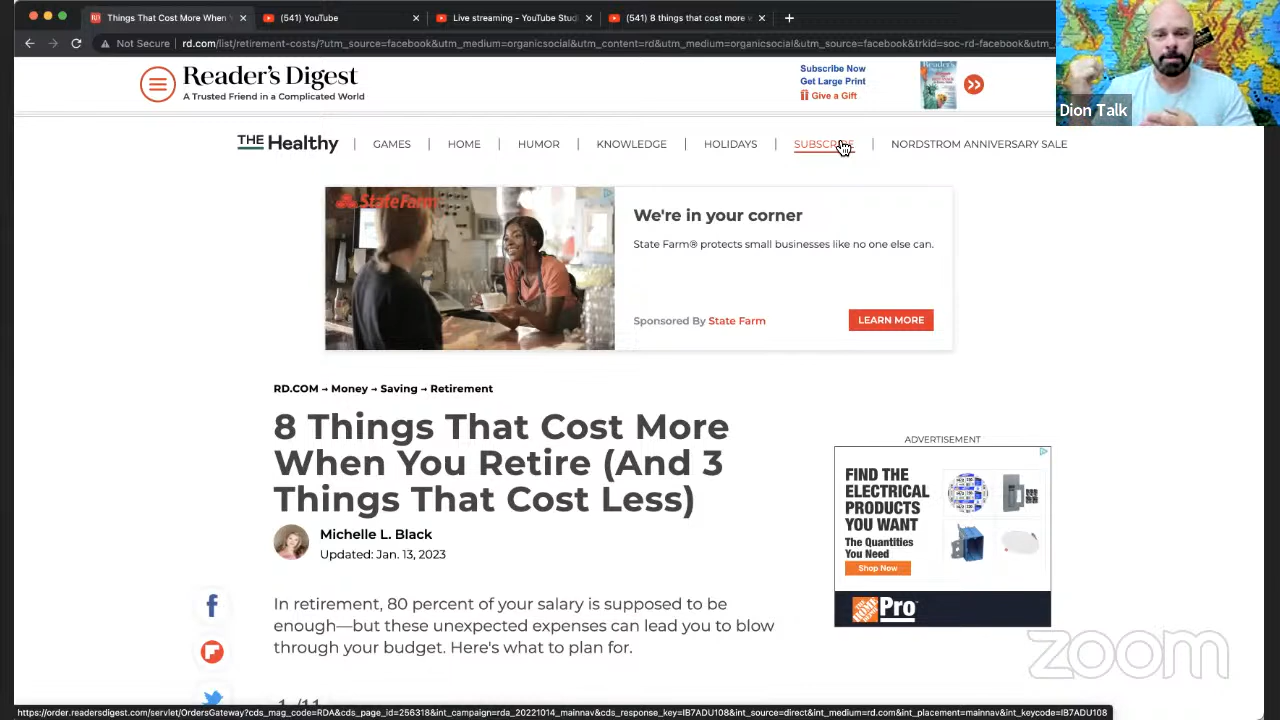 Things That Cost More When Y
(541) YouTube
Live streaming - YouTube Studi
(541) 8 things that cost more w
Not Secure | rd.com/list/retirement-costs/?utm_source=facebook&utm_medium=organicsocial&utm_content=rd&utm_medium=organicsocial&utm_source=facebook&trkid=soc-rd-facebook&utm_
Reader's Digest
A Trusted Friend in a Complicated World
Subscribe Now
Get Large Print
Give a Gift
Reader's
Dion Talk
THE Healthy | GAMES | HOME | HUMOR | KNOWLEDGE | HOLIDAYS | SUBSCRIBE | NORDSTROM ANNIVERSARY SALE
State Farm
We're in your corner
State Farm® protects small businesses like no one else can.
Sponsored By State Farm
LEARN MORE
RD.COM → Money → Saving → Retirement
8 Things That Cost More
When You Retire (And 3
Things That Cost Less)
Michelle L. Black
Updated: Jan. 13, 2023
In retirement, 80 percent of your salary is supposed to be
enough—but these unexpected expenses can lead you to blow
through your budget. Here's what to plan for.
ADVERTISEMENT
FIND THE
ELECTRICAL
PRODUCTS
YOU WANT
The Quantities
You Need
Shop Now
Pro
zoom
1 /11
https://order.readersdigest.com/servlet/OrdersGateway?cds_mag_code=RDA&cds_page_id=256318&int_campaign=rda_20221014_mainnav&cds_response_key=IB7ADU108&int_source=direct&int_medium=rd.com&int_placement=mainnav&int_keycode=IB7ADU108